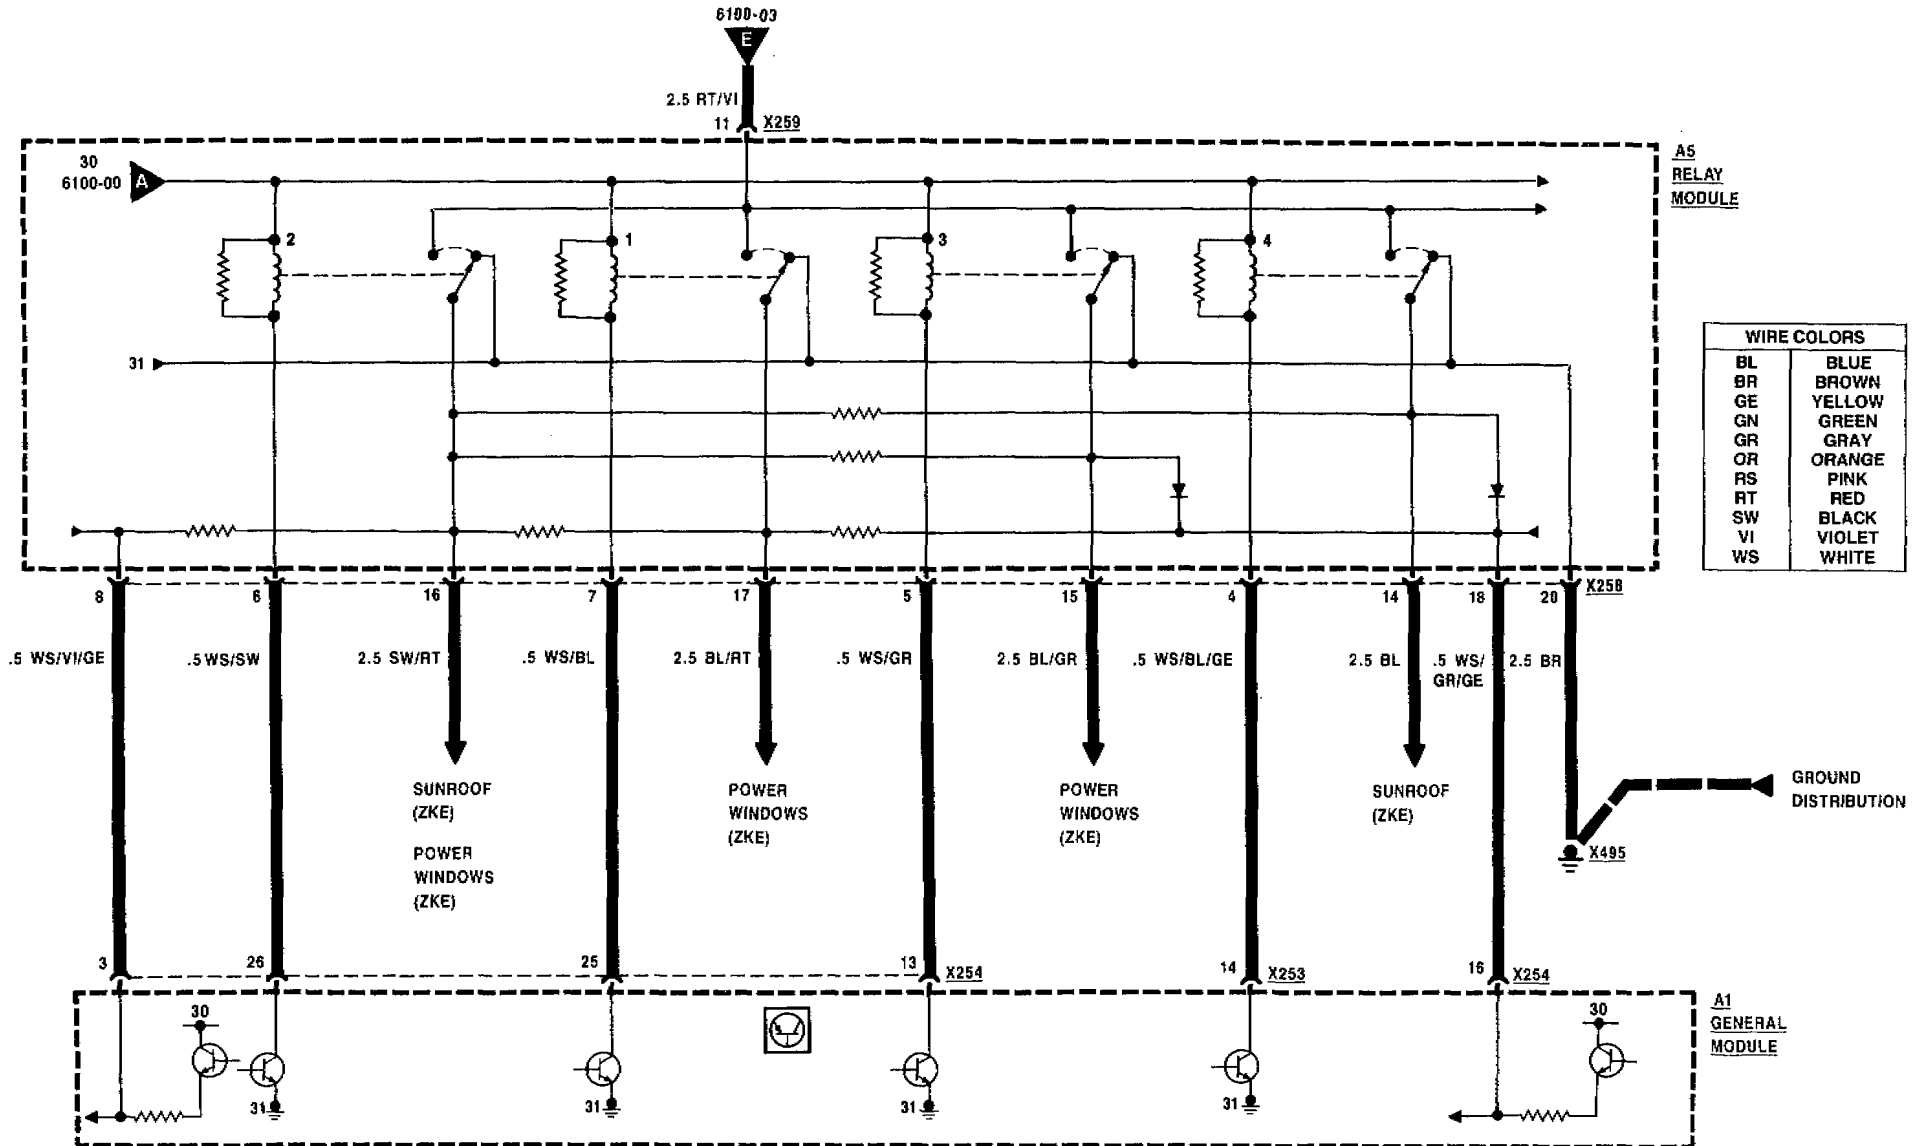 6100-03
E
2.5 RT/VI
11 X259
30
6100-00 A
A5
RELAY
MODULE
2 1 3 4
31
WIRE COLORS
BL BLUE
BR BROWN
GE YELLOW
GN GREEN
GR GRAY
OR ORANGE
RS PINK
RT RED
SW BLACK
VI VIOLET
WS WHITE
8 6 16 7 17 5 15 4 14 18 20 X258
.5 WS/VI/GE .5 WS/SW 2.5 SW/RT .5 WS/BL 2.5 BL/RT .5 WS/GR 2.5 BL/GR .5 WS/BL/GE 2.5 BL .5 WS/ 2.5 BR
GR/GE
SUNROOF
(ZKE)
POWER
WINDOWS
(ZKE)
POWER
WINDOWS
(ZKE)
POWER
WINDOWS
(ZKE)
SUNROOF
(ZKE)
GROUND
DISTRIBUTION
X495
3 26 25 13 X254 14 X253 16 X254
A1
GENERAL
MODULE
30 30
31 31 31 31